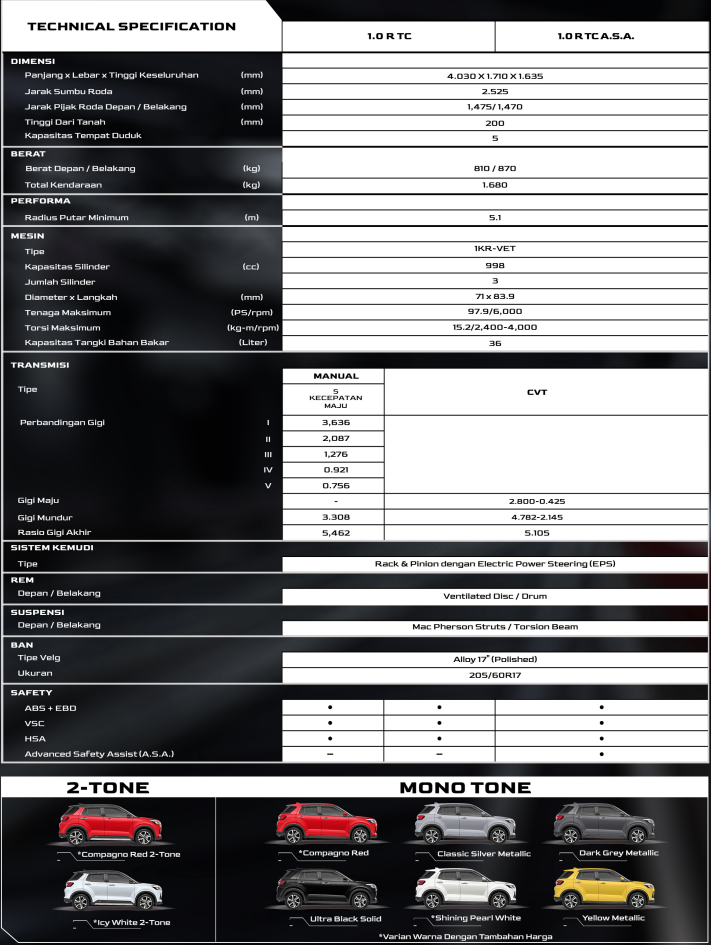 TECHNICAL SPECIFICATION 1.0 R TC 1.0 R TC A.S.A.
DIMENSI
Panjang x Lebar x Tinggi Keseluruhan (mm) 4.030 X 1.710 X 1.635
Jarak Sumbu Roda (mm) 2.525
Jarak Pijak Roda Depan / Belakang (mm) 1,475/ 1,470
Tinggi Dari Tanah (mm) 200
Kapasitas Tempat Duduk 5
BERAT
Berat Depan / Belakang (kg) 810 / 870
Total Kendaraan (kg) 1.680
PERFORMA
Radius Putar Minimum (m) 5.1
MESIN
Tipe 1KR-VET
Kapasitas Silinder (cc) 998
Jumlah Silinder 3
Diameter x Langkah (mm) 71 x 83.9
Tenaga Maksimum (PS/rpm) 97.9/6,000
Torsi Maksimum (kg-m/rpm) 15.2/2,400-4,000
Kapasitas Tangki Bahan Bakar (Liter) 36
TRANSMISI
MANUAL
Tipe 5 KECEPATAN MAJU CVT
Perbandingan Gigi I 3,636
II 2,087
III 1,276
IV 0.921
V 0.756
Gigi Maju - 2.800-0.425
Gigi Mundur 3.308 4.782-2.145
Rasio Gigi Akhir 5,462 5.105
SISTEM KEMUDI
Tipe Rack & Pinion dengan Electric Power Steering (EPS)
REM
Depan / Belakang Ventilated Disc / Drum
SUSPENSI
Depan / Belakang Mac Pherson Struts / Torsion Beam
BAN
Tipe Velg Alloy 17" (Polished)
Ukuran 205/60R17
SAFETY
ABS + EBD • • •
VSC • • •
HSA • • •
Advanced Safety Assist (A.S.A.) – – •
2-TONE MONO TONE
*Compagno Red 2-Tone *Compagno Red Classic Silver Metallic Dark Grey Metallic
*Icy White 2-Tone Ultra Black Solid *Shining Pearl White Yellow Metallic
*Varian Warna Dengan Tambahan Harga